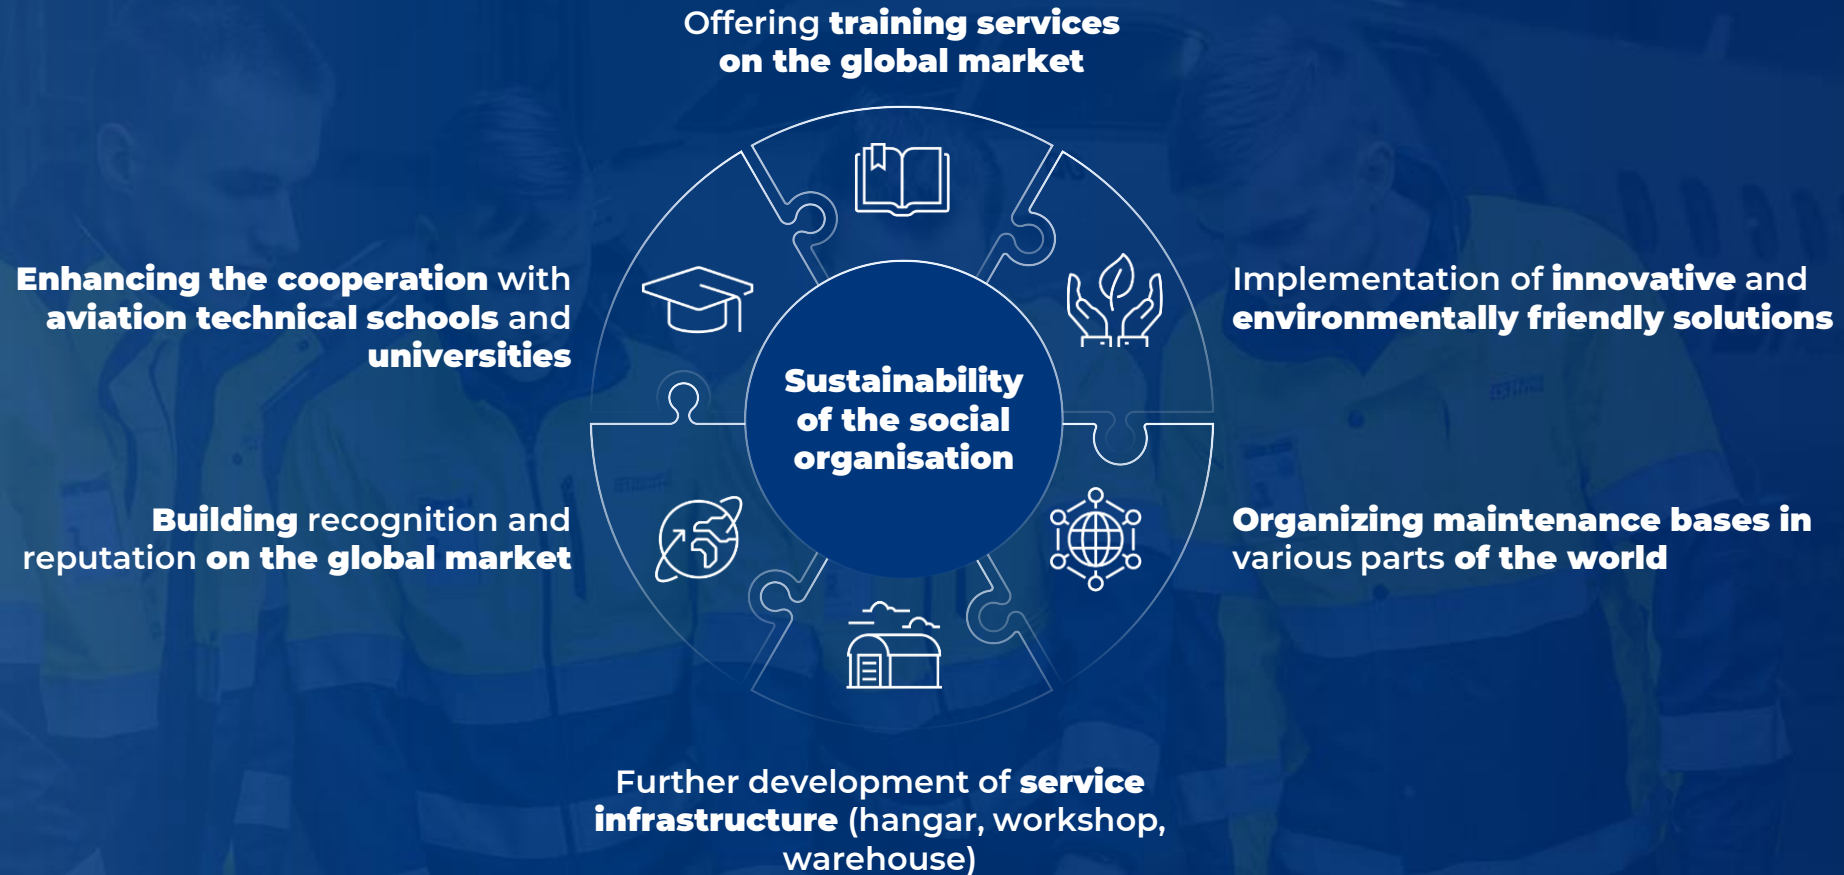 Offering training services
on the global market
Enhancing the cooperation with
aviation technical schools and
universities
Implementation of innovative and
environmentally friendly solutions
Sustainability
of the social
organisation
Building recognition and
reputation on the global market
Organizing maintenance bases in
various parts of the world
Further development of service
infrastructure (hangar, workshop,
warehouse)